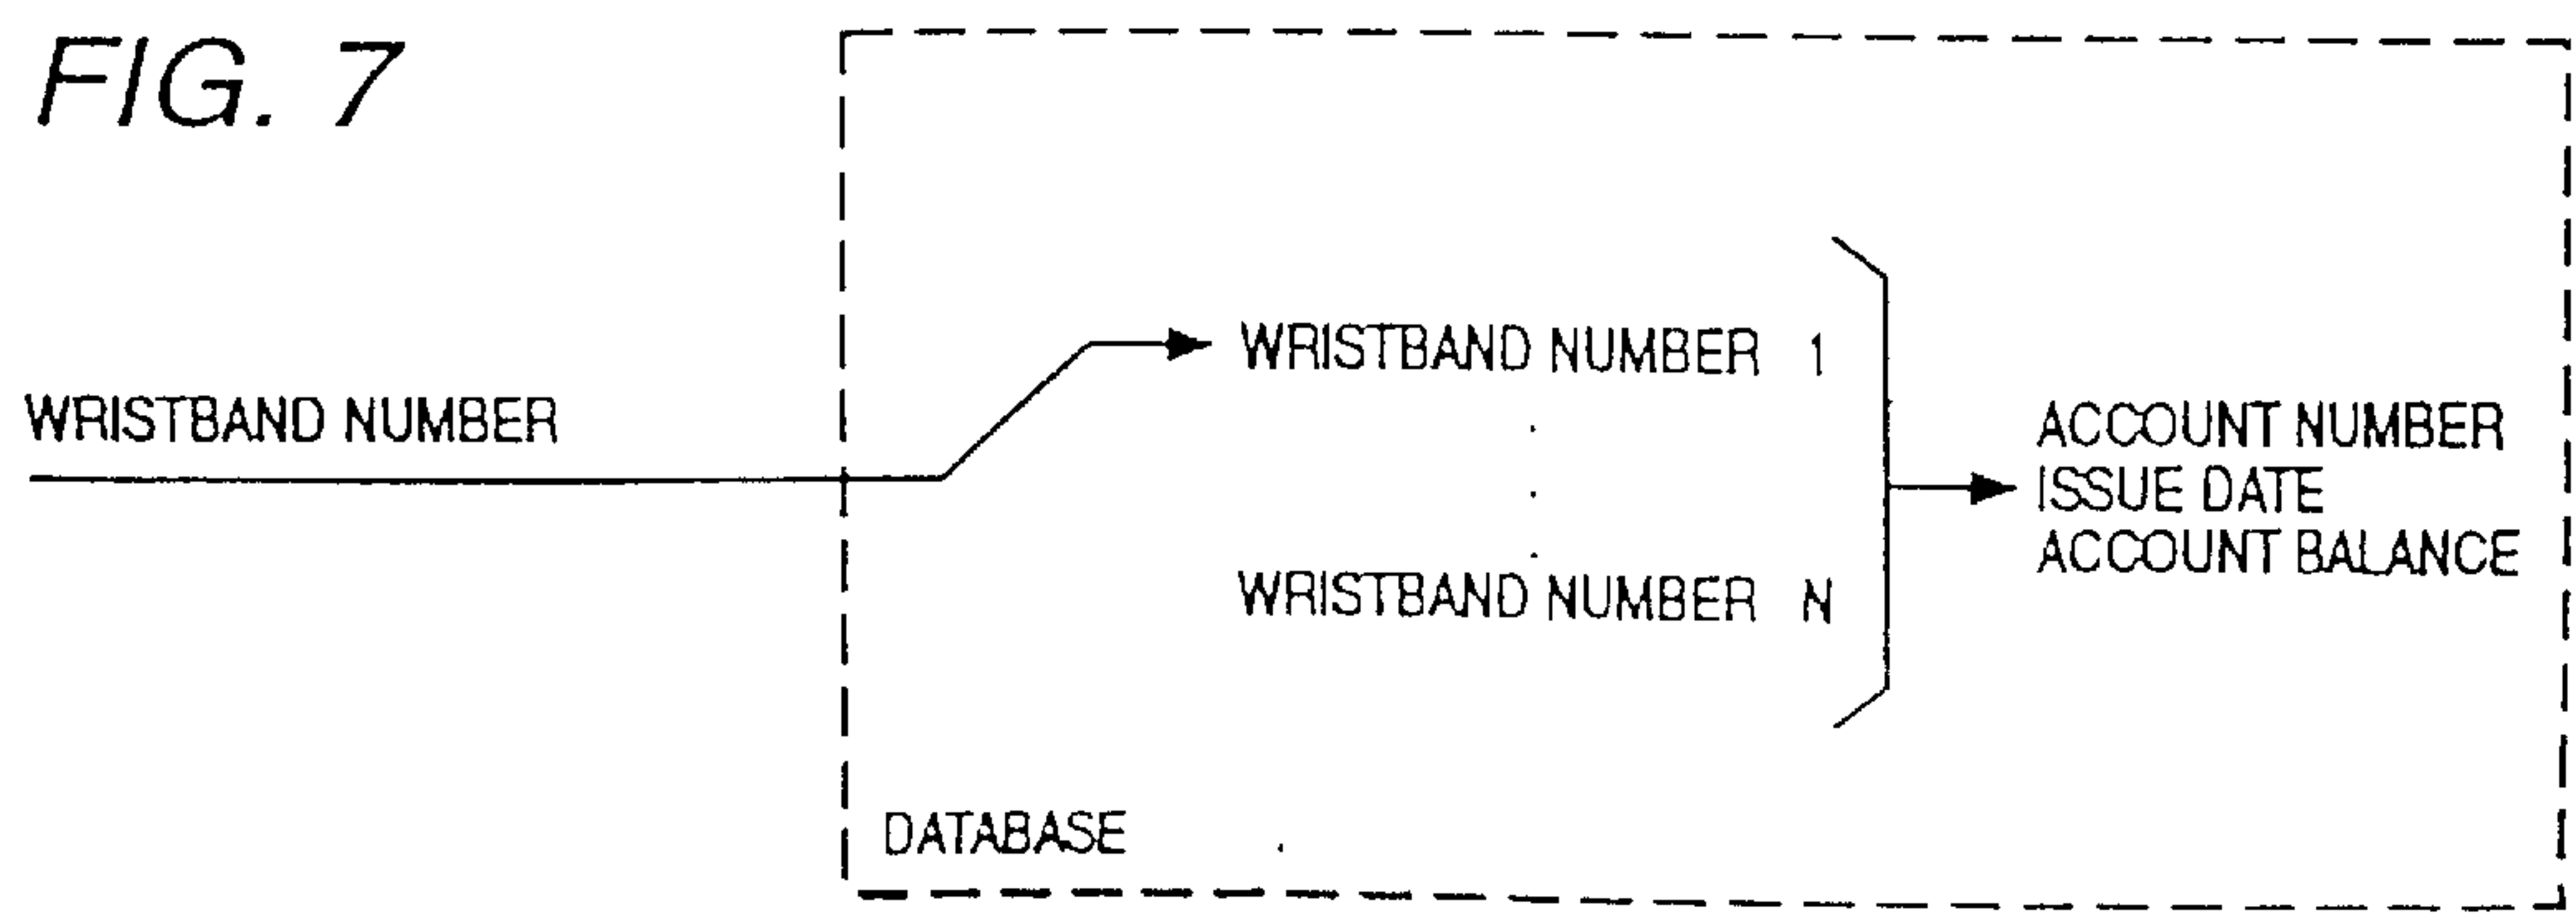 FIG. 7
WRISTBAND NUMBER
WRISTBAND NUMBER 1
.
.
.
WRISTBAND NUMBER N
ACCOUNT NUMBER
ISSUE DATE
ACCOUNT BALANCE
DATABASE